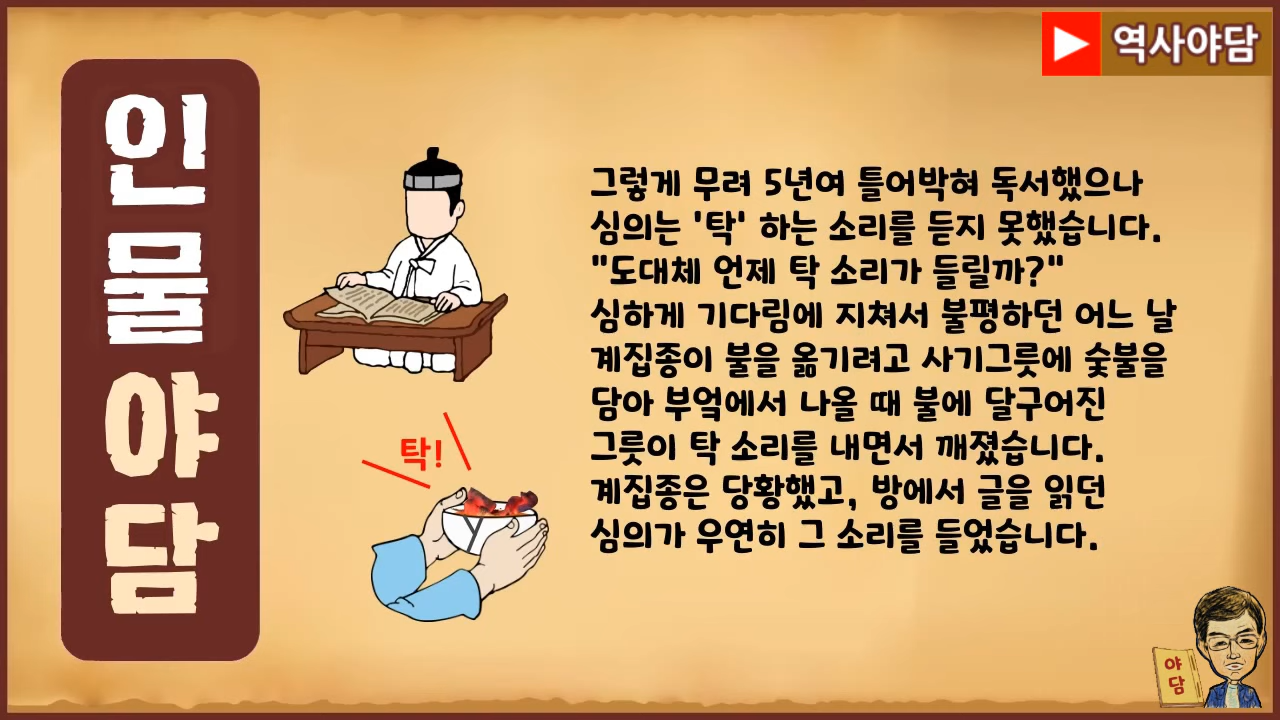 역사야담
인물야담
그렇게 무려 5년여 틀어박혀 독서했으나
심의는 '탁' 하는 소리를 듣지 못했습니다.
"도대체 언제 탁 소리가 들릴까?"
심하게 기다림에 지쳐서 불평하던 어느 날
계집종이 불을 옮기려고 사기그릇에 숯불을
담아 부엌에서 나올 때 불에 달구어진
그릇이 탁 소리를 내면서 깨졌습니다.
계집종은 당황했고, 방에서 글을 읽던
심의가 우연히 그 소리를 들었습니다.
탁!
야담